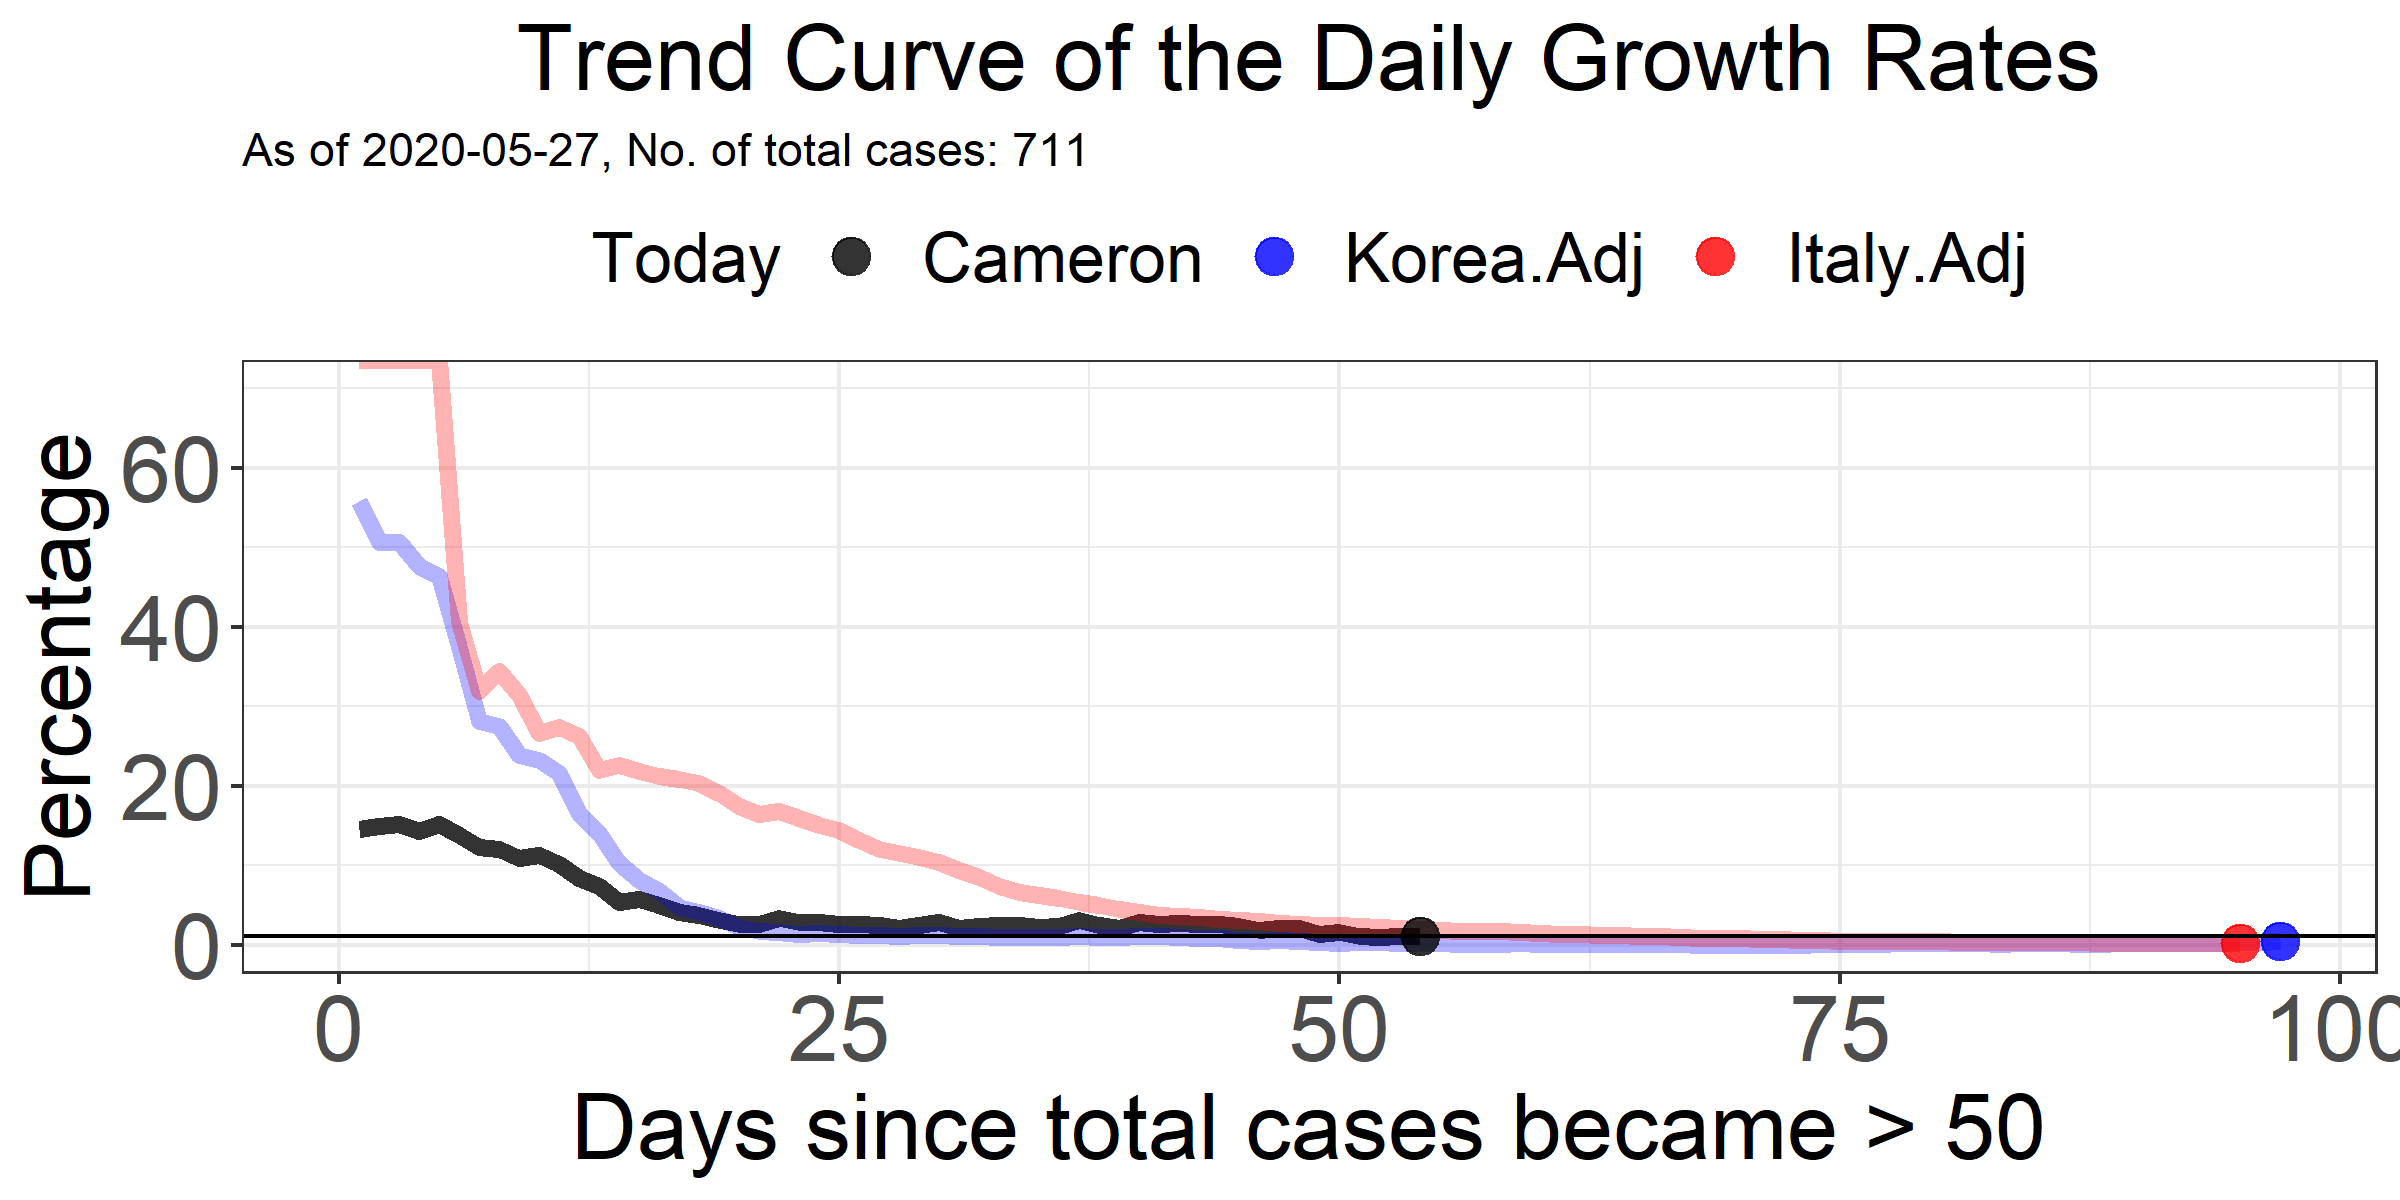 Trend Curve of the Daily Growth Rates
As of 2020-05-27, No. of total cases: 711
Today Cameron Korea.Adj Italy.Adj
Percentage
60
40
20
0
0 25 50 75 100
Days since total cases became > 50